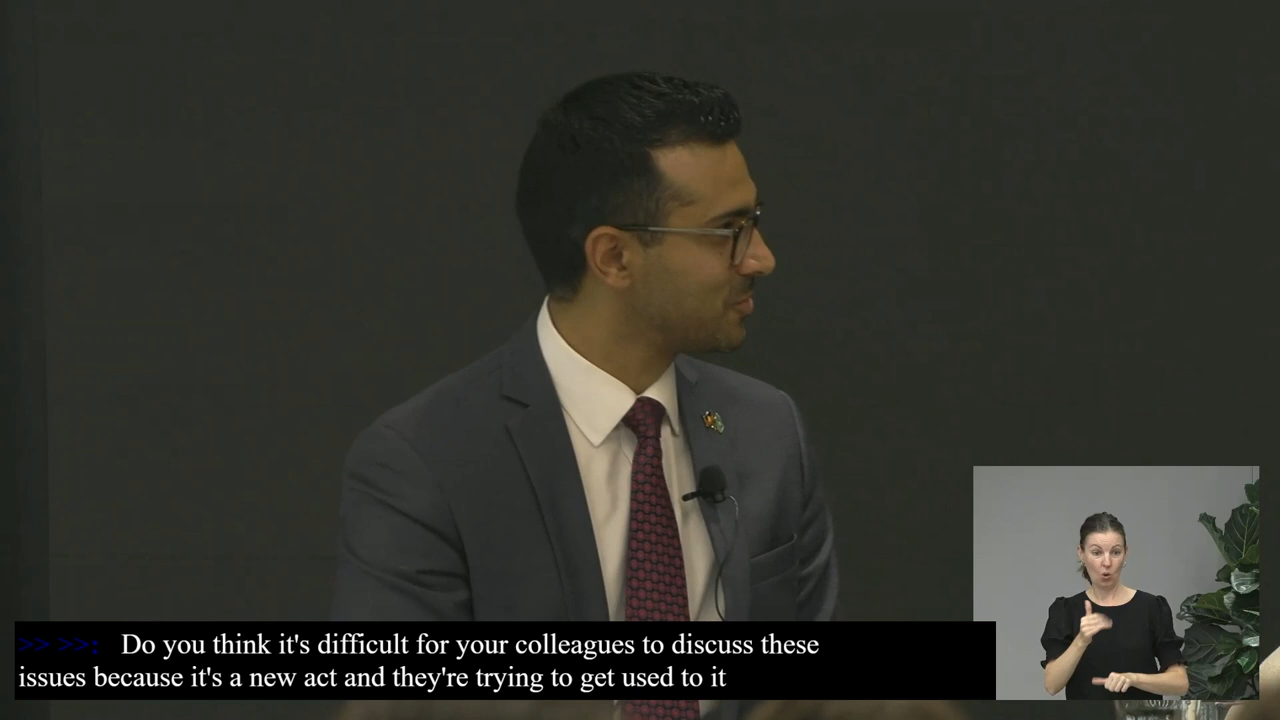 >> >>: Do you think it's difficult for your colleagues to discuss these
issues because it's a new act and they're trying to get used to it